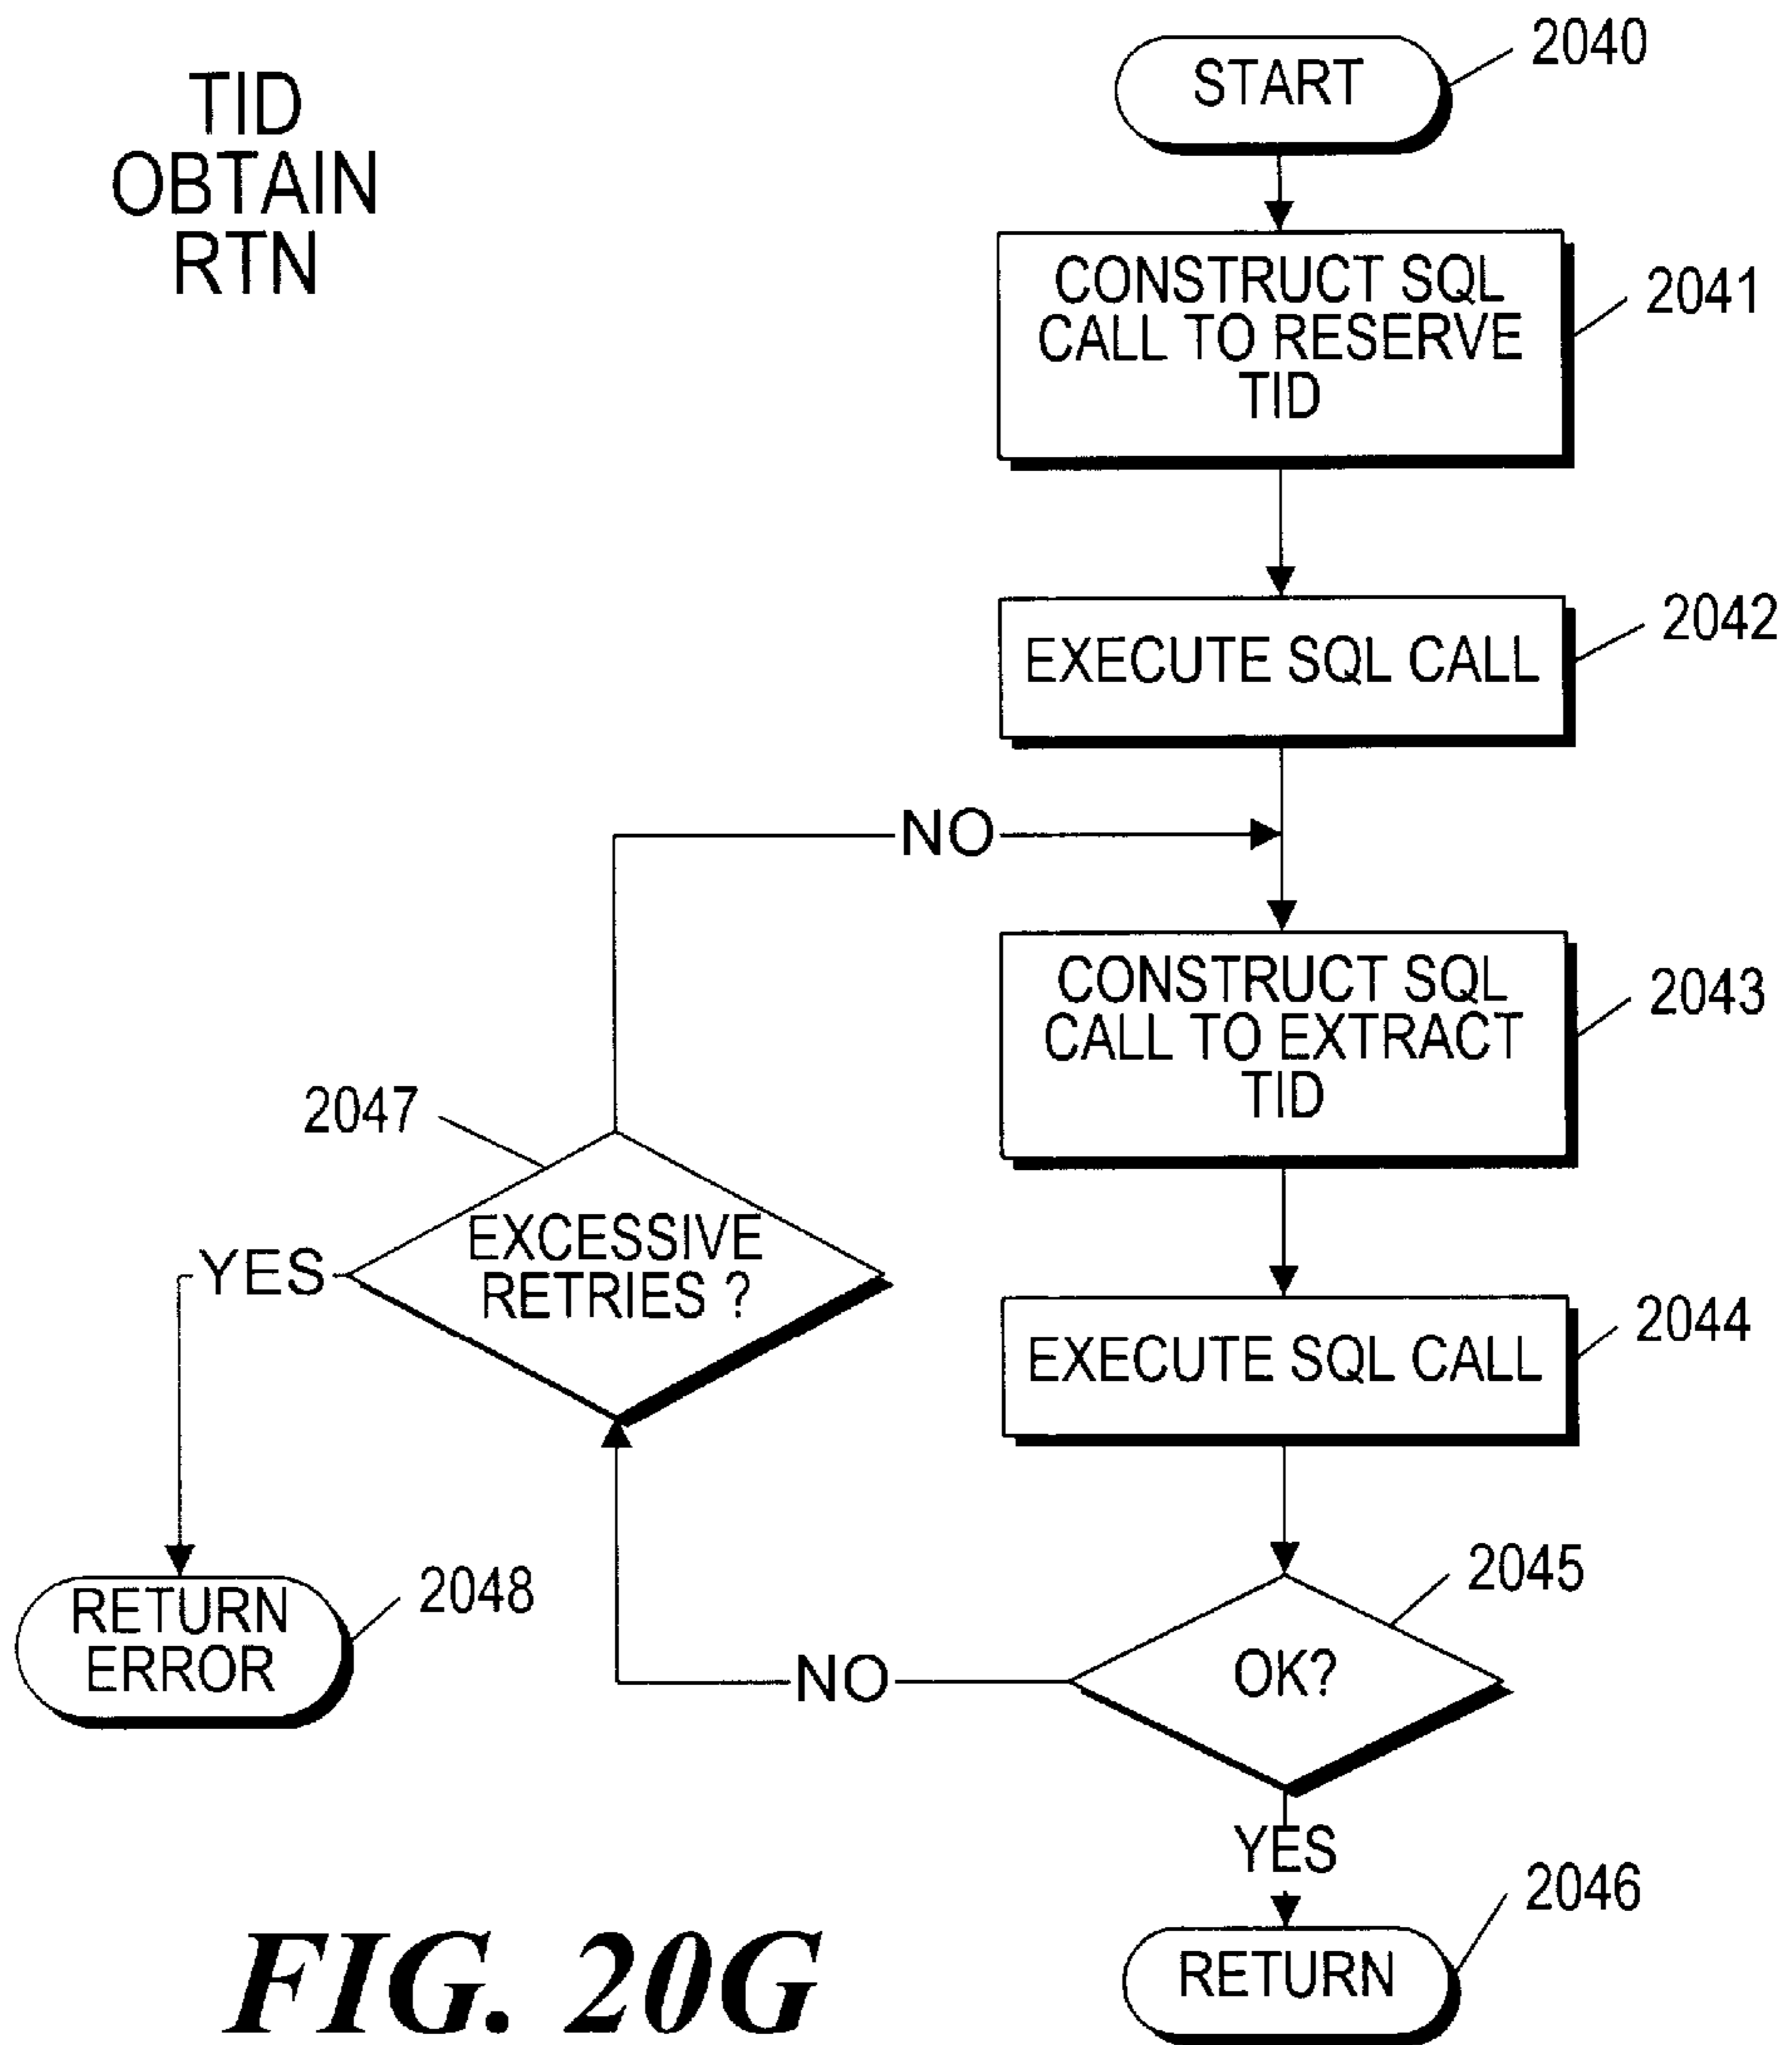 TID
OBTAIN
RTN
START
2040
CONSTRUCT SQL
CALL TO RESERVE
TID
2041
EXECUTE SQL CALL
2042
NO
CONSTRUCT SQL
CALL TO EXTRACT
TID
2043
2047
EXCESSIVE
RETRIES ?
YES
EXECUTE SQL CALL
2044
RETURN
ERROR
2048
OK?
2045
NO
YES
RETURN
2046
FIG. 20G